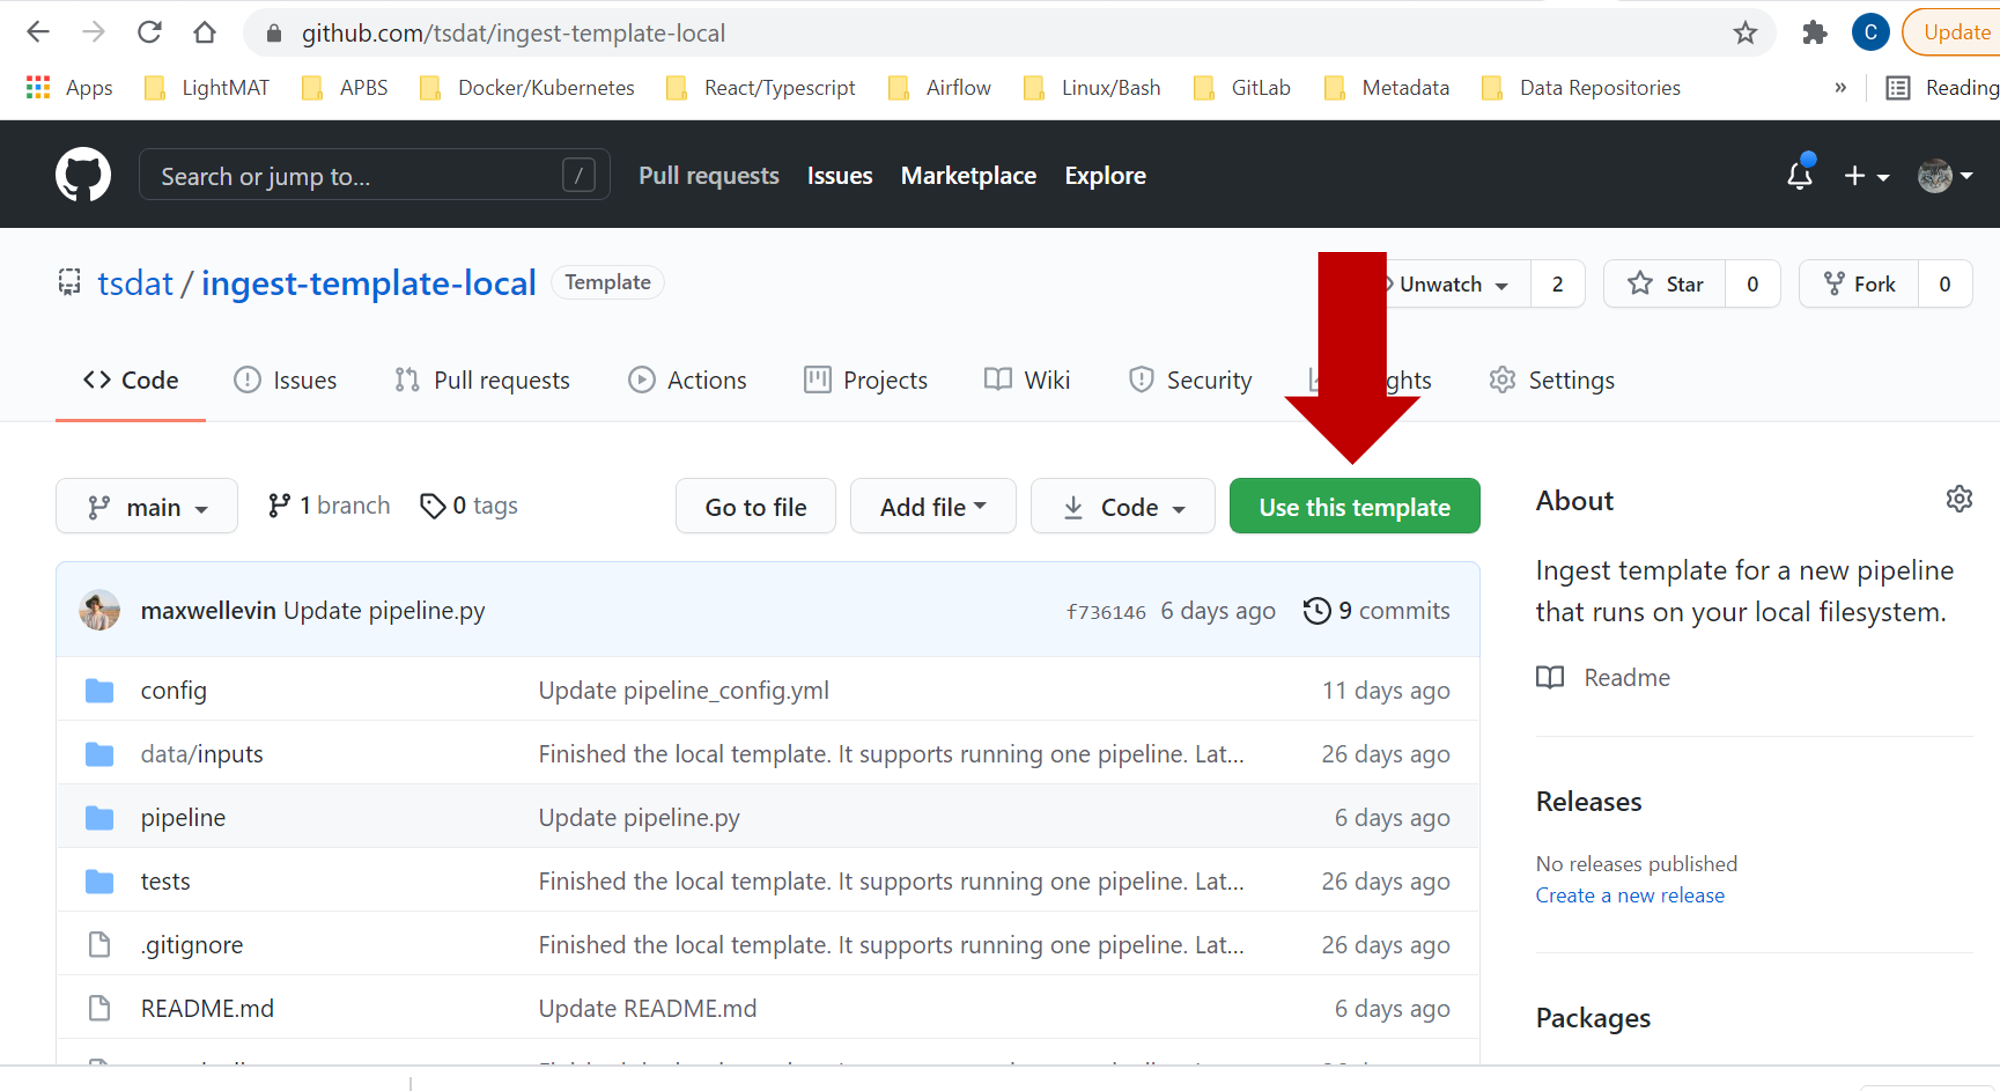 github.com/tsdat/ingest-template-local
C
Update
Apps LightMAT APBS Docker/Kubernetes React/Typescript Airflow Linux/Bash GitLab Metadata Data Repositories » Reading
Search or jump to... / Pull requests Issues Marketplace Explore
tsdat / ingest-template-local Template Unwatch 2 Star 0 Fork 0
Code Issues Pull requests Actions Projects Wiki Security ghts Settings
main 1 branch 0 tags Go to file Add file Code Use this template
About
Ingest template for a new pipeline
that runs on your local filesystem.
Readme
maxwellevin Update pipeline.py f736146 6 days ago 9 commits
config Update pipeline_config.yml 11 days ago
data/inputs Finished the local template. It supports running one pipeline. Lat... 26 days ago
pipeline Update pipeline.py 6 days ago
tests Finished the local template. It supports running one pipeline. Lat... 26 days ago
.gitignore Finished the local template. It supports running one pipeline. Lat... 26 days ago
README.md Update README.md 6 days ago
Releases
No releases published
Create a new release
Packages